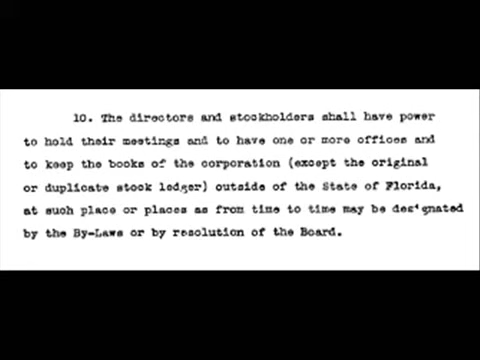 10. The directors and stockholders shall have power
to hold their meetings and to have one or more offices and
to keep the books of the corporation (except the original
or duplicate stock ledger) outside of the State of Florida,
at such place or places as from time to time may be des'gnated
by the By-Laws or by resolution of the Board.